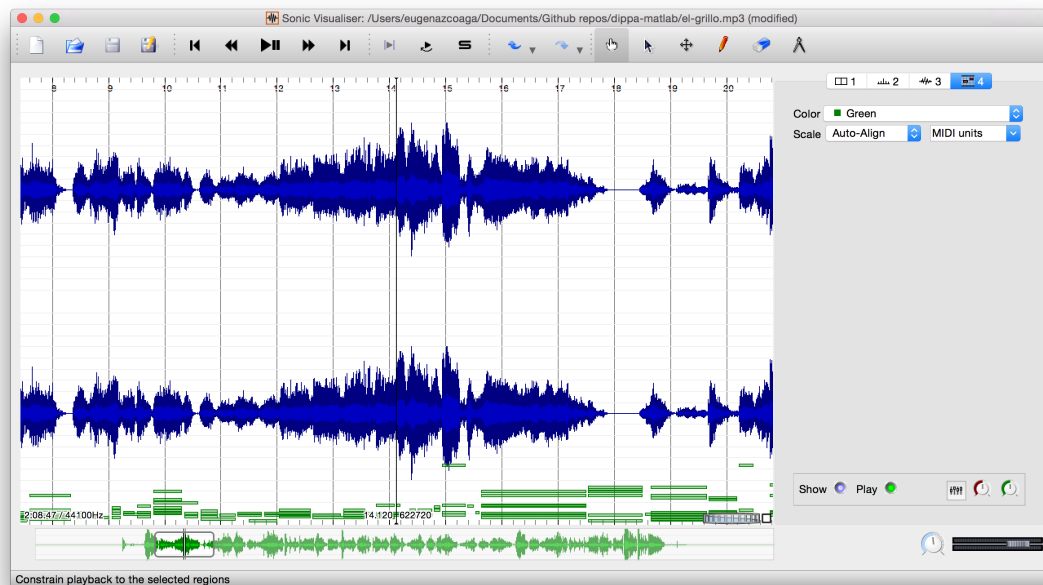 Sonic Visualiser: /Users/eugenazcoaga/Documents/Github repos/dippa-matlab/el-grillo.mp3 (modified)
8 9 10 11 12 13 14 15 16 17 18 19 20
1 2 3 4
Color Green
Scale Auto-Align MIDI units
Show Play
2:08.47 / 44100Hz 14.120 / 622720
Constrain playback to the selected regions